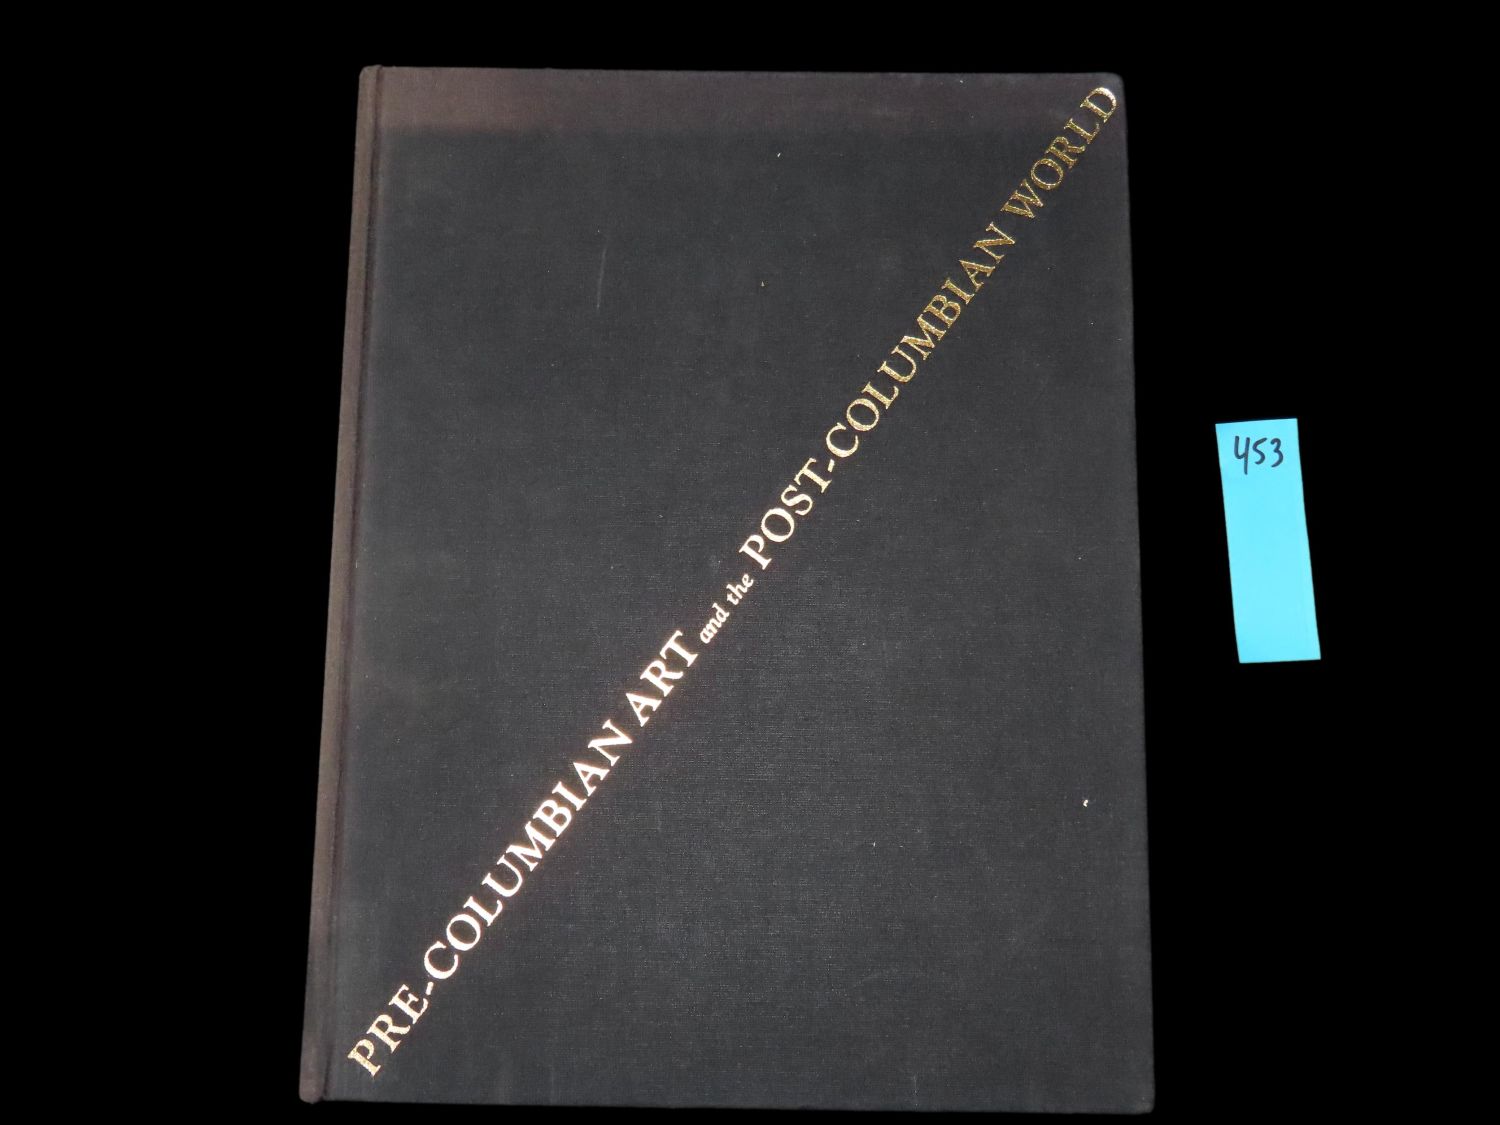 PRE-COLUMBIAN ART and the POST-COLUMBIAN WORLD
453